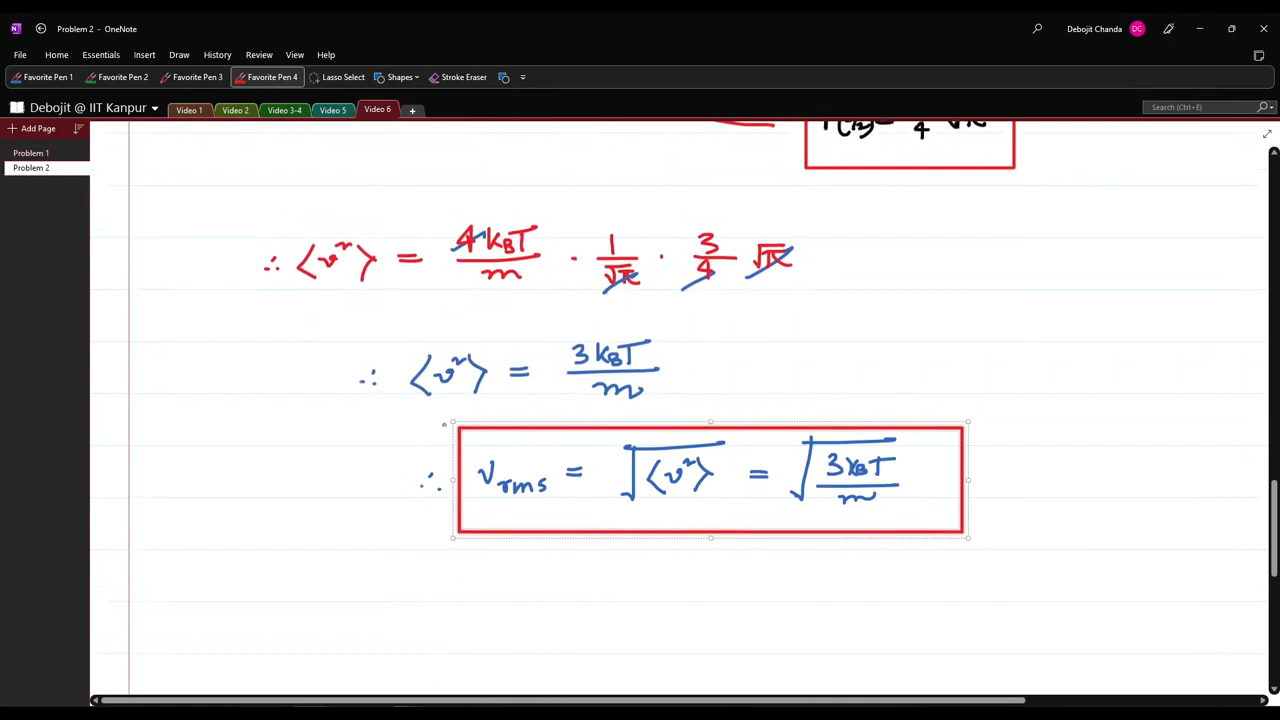 Problem 2 - OneNote
Debojit Chanda DC
File Home Essentials Insert Draw History Review View Help
Favorite Pen 1 Favorite Pen 2 Favorite Pen 3 Favorite Pen 4 Lasso Select Shapes Stroke Eraser
Debojit @ IIT Kanpur Video 1 Video 2 Video 3-4 Video 5 Video 6 Search (Ctrl+E)
Add Page
Problem 1
Problem 2
∴ ⟨v²⟩ = 4k_BT/m · 1/√π · 3/4 √π
∴ ⟨v²⟩ = 3k_BT/m
∴ v_rms = √⟨v²⟩ = √(3k_BT/m)